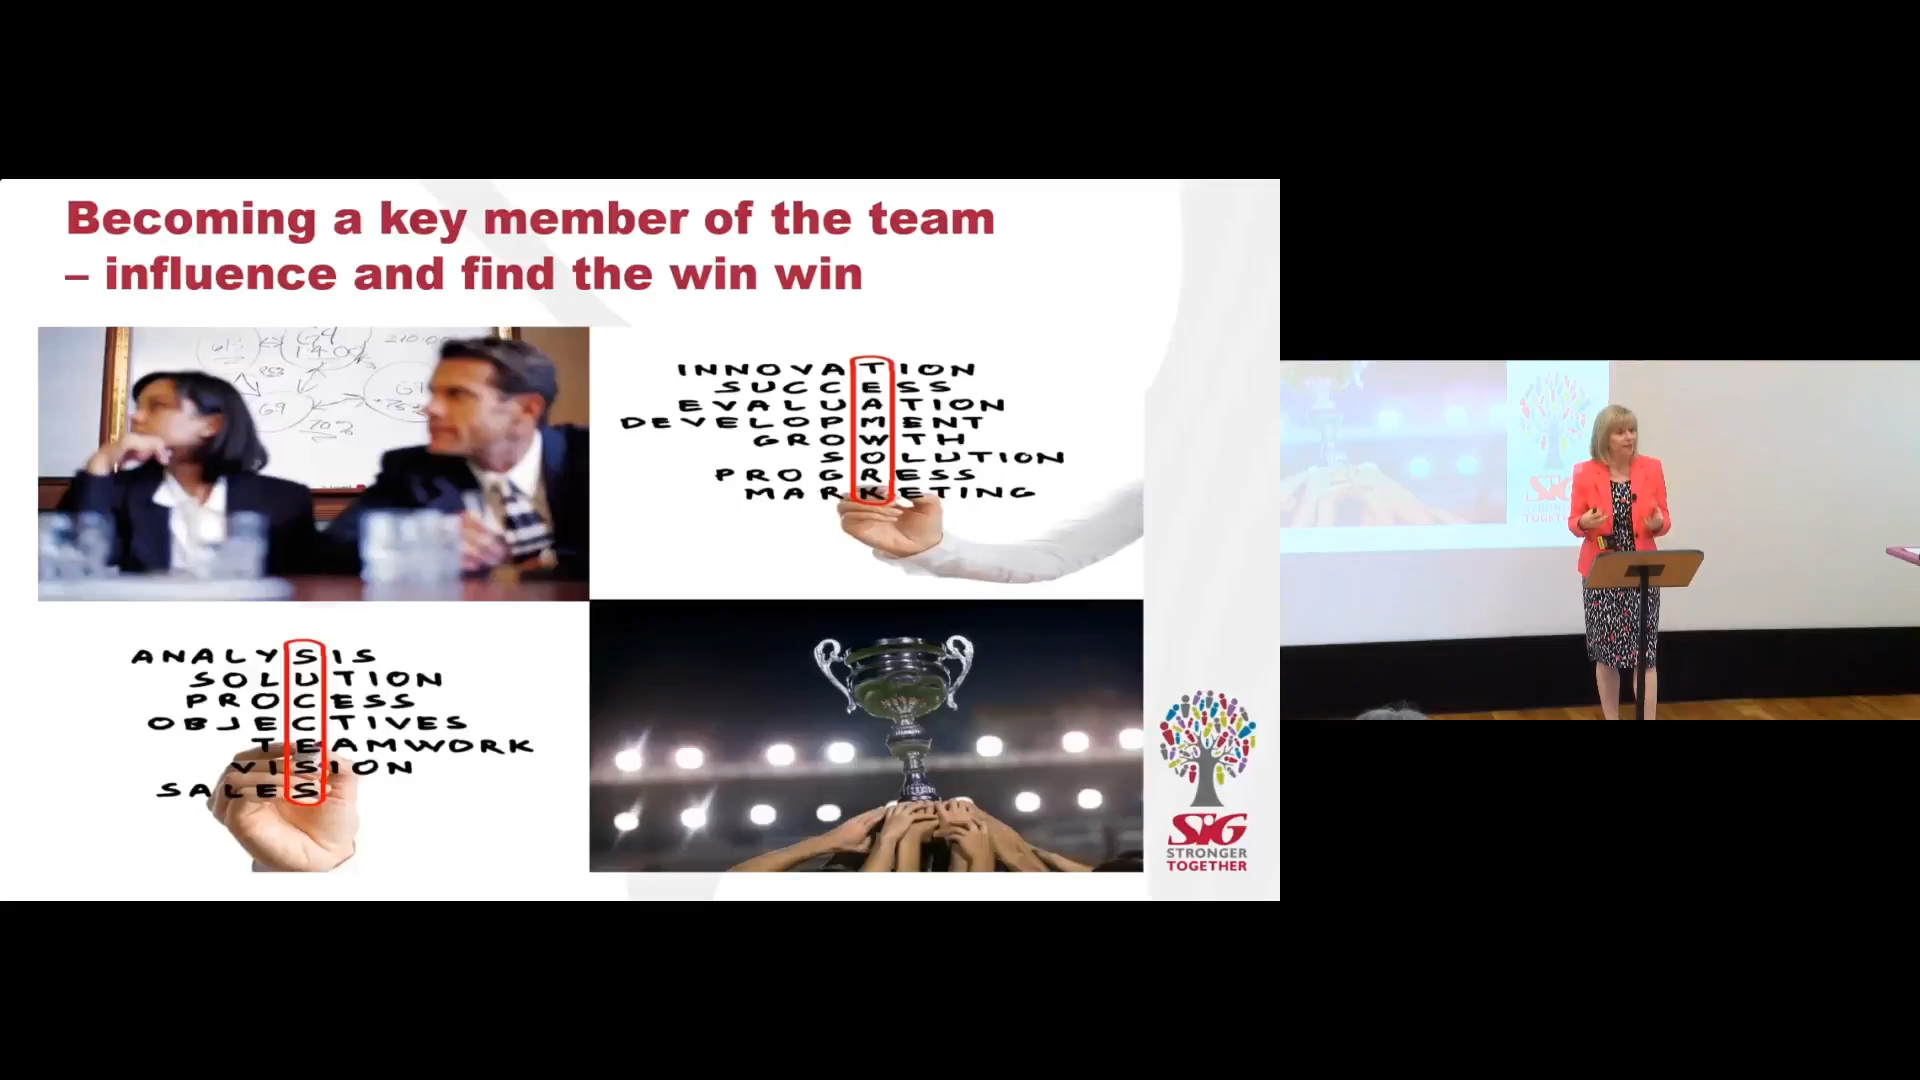 Becoming a key member of the team
– influence and find the win win
INNOVATION
SUCCESS
EVALUATION
DEVELOPMENT
GROWTH
SOLUTION
PROGRESS
MARKETING
ANALYSIS
SOLUTION
PROCESS
OBJECTIVES
TEAMWORK
VISION
SALES
SIG
STRONGER
TOGETHER